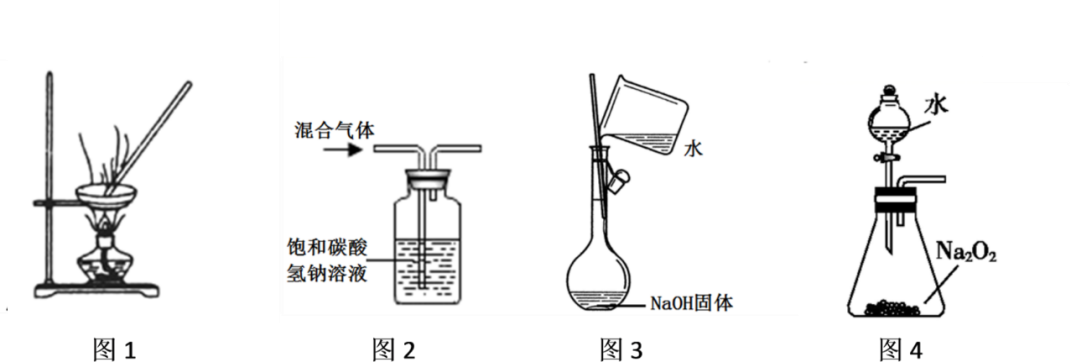 混合气体
饱和碳酸
氢钠溶液
水
NaOH固体
水
Na₂O₂
图 1
图 2
图 3
图 4